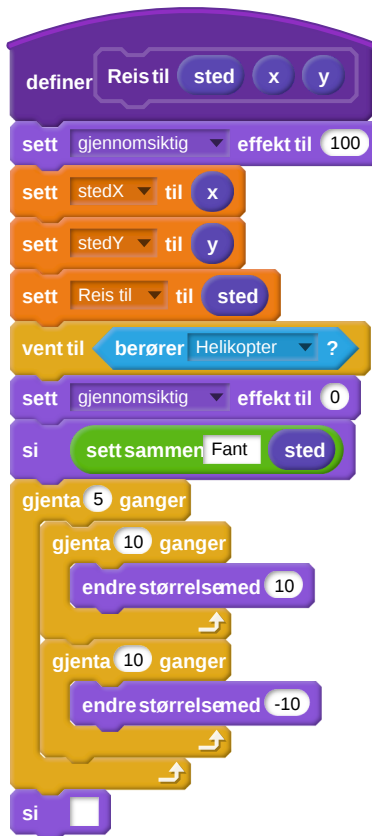 definer Reis til sted x y
sett gjennomsiktig effekt til 100
sett stedX til x
sett stedY til y
sett Reis til til sted
vent til berører Helikopter ?
sett gjennomsiktig effekt til 0
si sett sammen Fant sted
gjenta 5 ganger
gjenta 10 ganger
endre størrelse med 10
gjenta 10 ganger
endre størrelse med -10
si